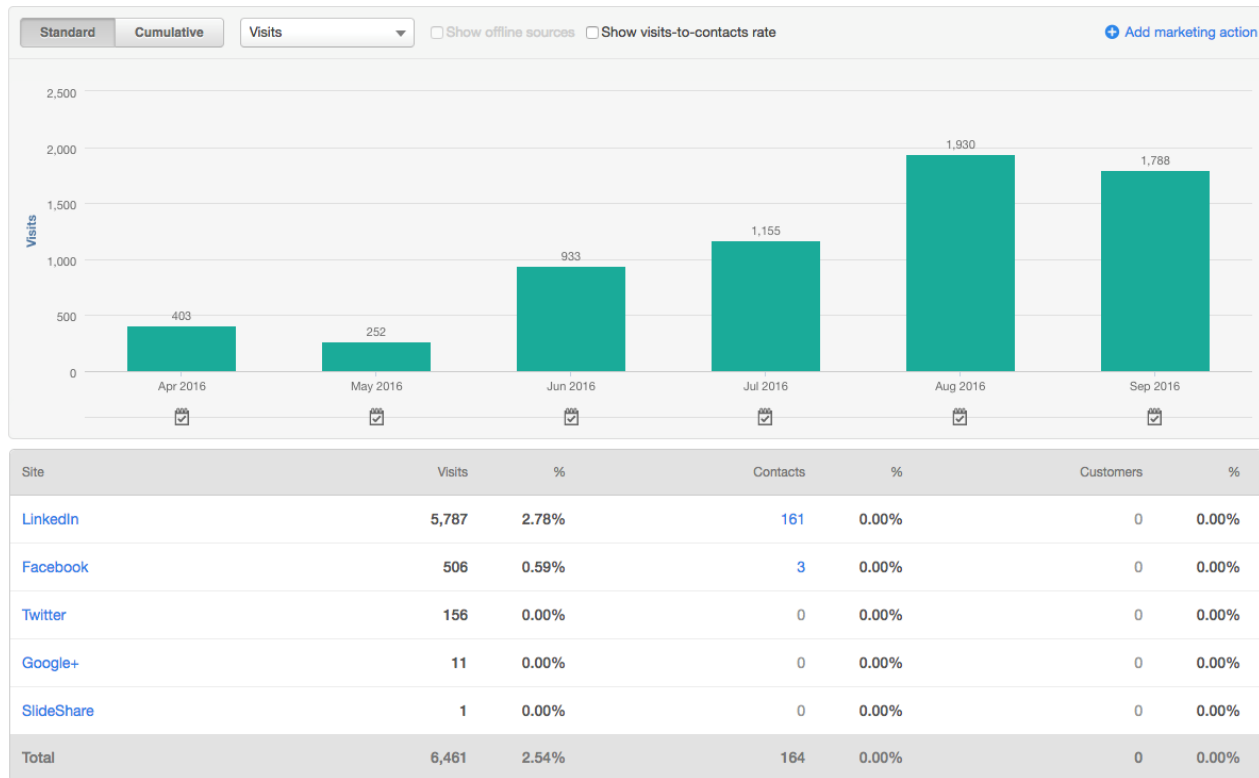 Standard Cumulative Visits Show offline sources Show visits-to-contacts rate Add marketing action
2,500
2,000
1,500
1,000
500
0
Visits
403
252
933
1,155
1,930
1,788
Apr 2016 May 2016 Jun 2016 Jul 2016 Aug 2016 Sep 2016
Site Visits % Contacts % Customers %
LinkedIn 5,787 2.78% 161 0.00% 0 0.00%
Facebook 506 0.59% 3 0.00% 0 0.00%
Twitter 156 0.00% 0 0.00% 0 0.00%
Google+ 11 0.00% 0 0.00% 0 0.00%
SlideShare 1 0.00% 0 0.00% 0 0.00%
Total 6,461 2.54% 164 0.00% 0 0.00%